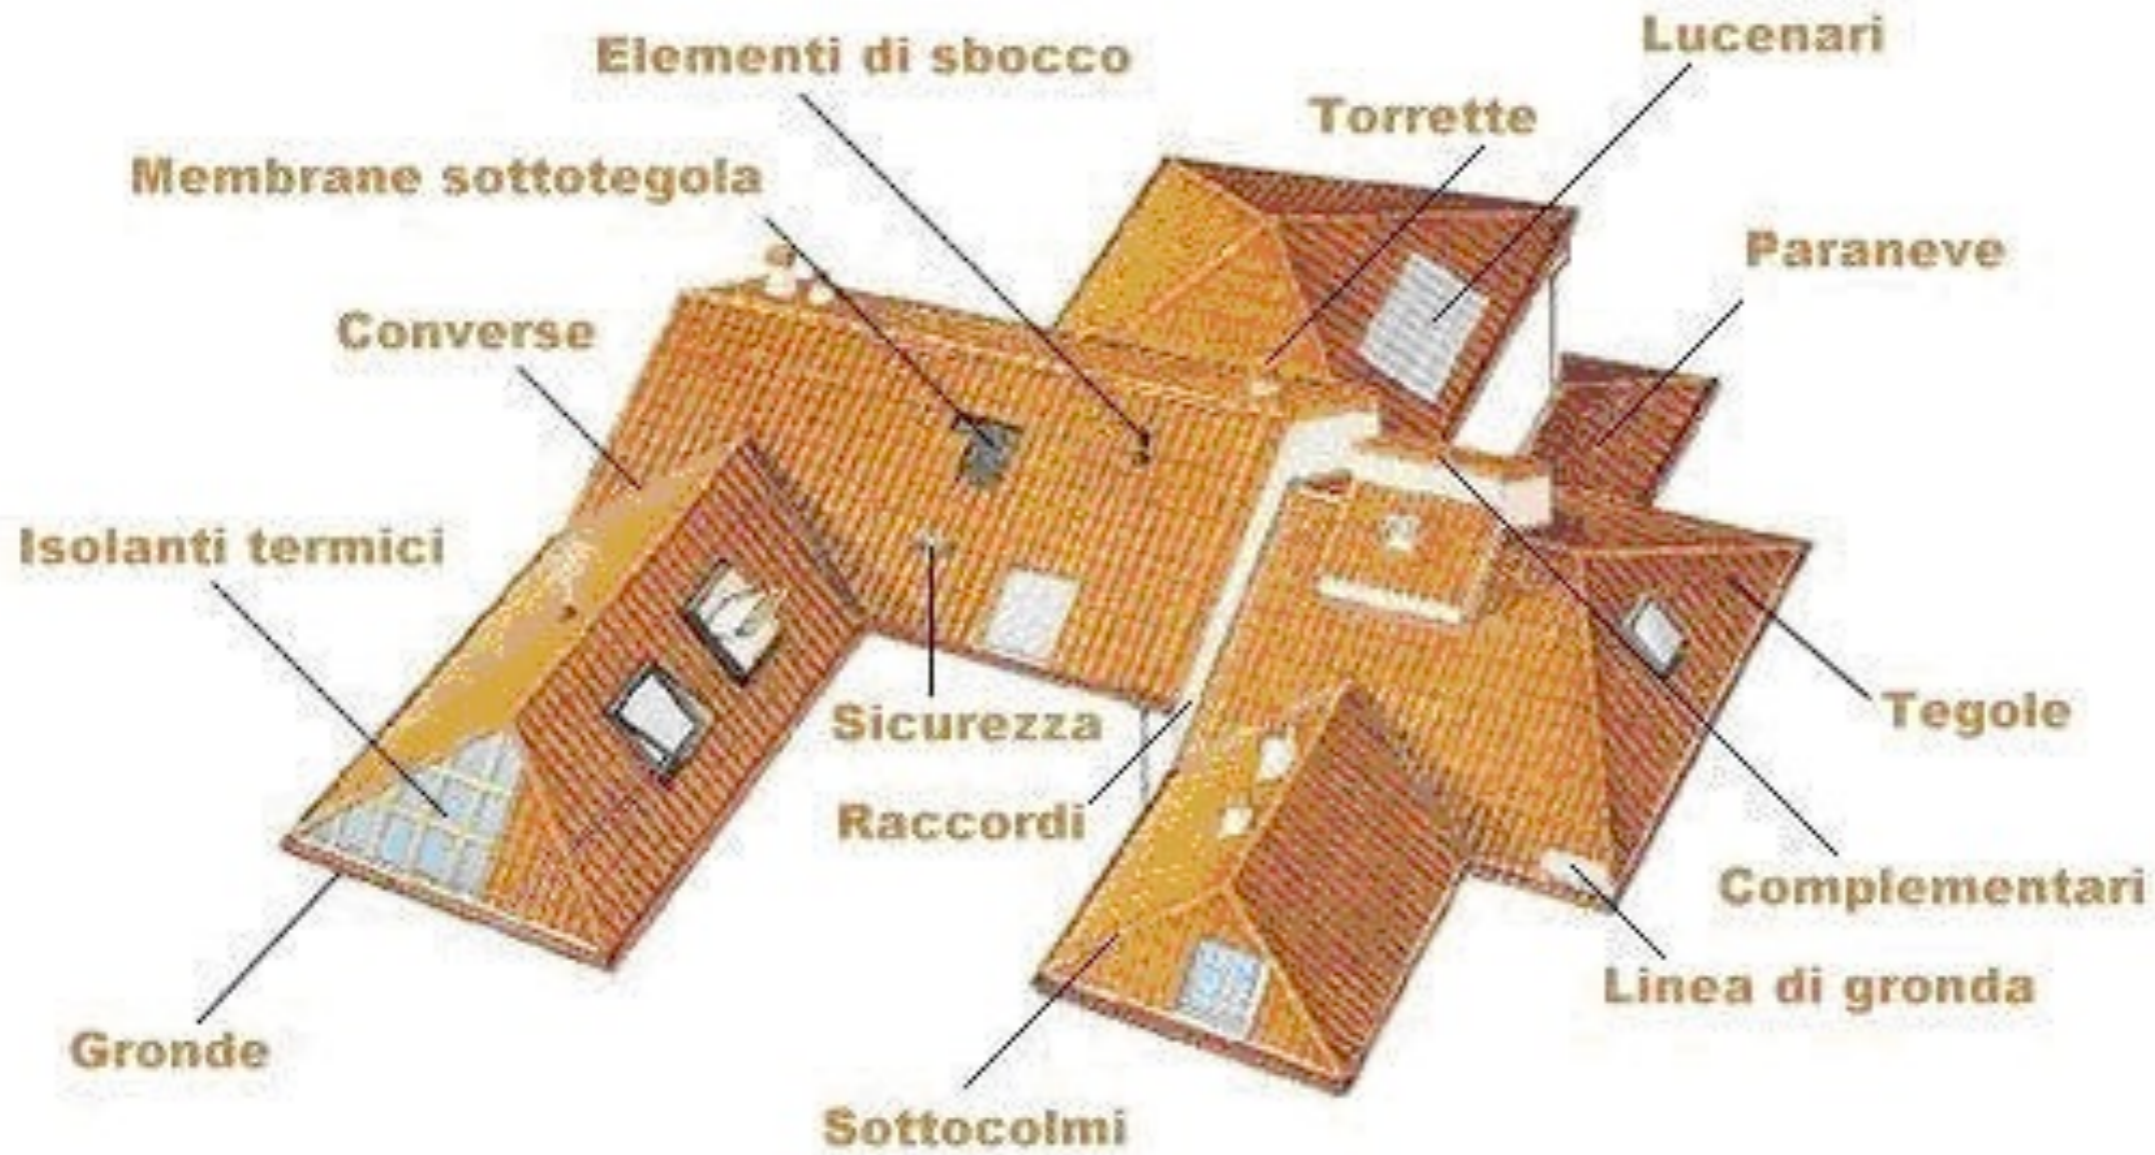 Lucenari
Elementi di sbocco
Torrette
Membrane sottotegola
Paraneve
Converse
Isolanti termici
Tegole
Sicurezza
Raccordi
Complementari
Linea di gronda
Gronde
Sottocolmi